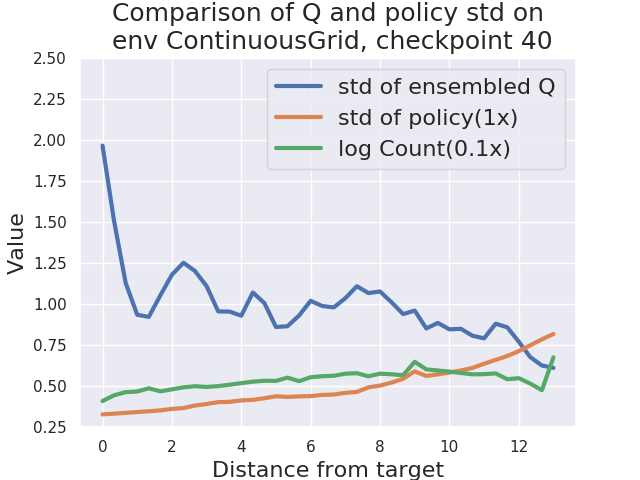 Comparison of Q and policy std on
env ContinuousGrid, checkpoint 40
2.50
2.25
2.00
1.75
1.50
1.25
1.00
0.75
0.50
0.25
Value
std of ensembled Q
std of policy(1x)
log Count(0.1x)
0 2 4 6 8 10 12
Distance from target